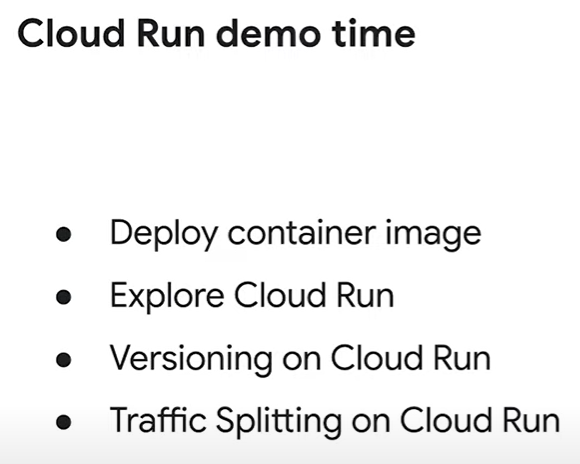 Cloud Run demo time
● Deploy container image
● Explore Cloud Run
● Versioning on Cloud Run
● Traffic Splitting on Cloud Run